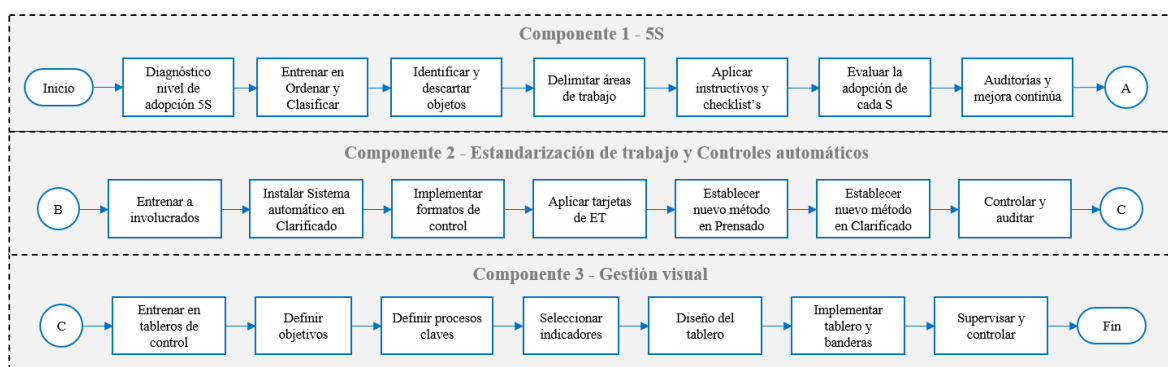 Componente 1 - 5S
Inicio
Diagnóstico
nivel de
adopción 5S
Entrenar en
Ordenar y
Clasificar
Identificar y
descartar
objetos
Delimitar áreas
de trabajo
Aplicar
instructivos y
checklist's
Evaluar la
adopción de
cada S
Auditorías y
mejora continúa
A
Componente 2 - Estandarización de trabajo y Controles automáticos
B
Entrenar a
involucrados
Instalar Sistema
automático en
Clarificado
Implementar
formatos de
control
Aplicar tarjetas
de ET
Establecer
nuevo método
en Prensado
Establecer
nuevo método
en Clarificado
Controlar y
auditar
C
Componente 3 - Gestión visual
C
Entrenar en
tableros de
control
Definir
objetivos
Definir procesos
claves
Seleccionar
indicadores
Diseño del
tablero
Implementar
tablero y
banderas
Supervisar y
controlar
Fin